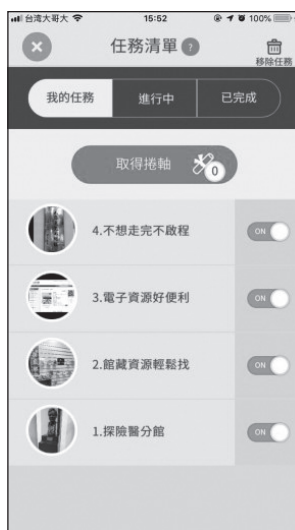 台湾大哥大 15:52 100%
任務清單 ?
移除任務
我的任務 進行中 已完成
取得捲軸 0
4.不想走完不啟程 ON
3.電子資源好便利 ON
2.館藏資源輕鬆找 ON
1.探險醫分館 ON